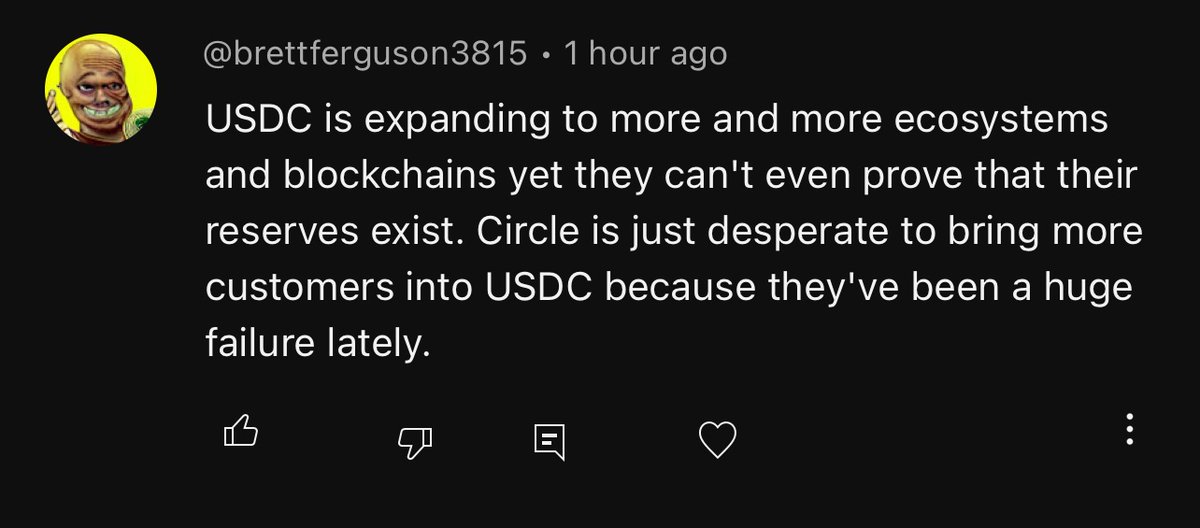 @brettferguson3815 • 1 hour ago
USDC is expanding to more and more ecosystems
and blockchains yet they can't even prove that their
reserves exist. Circle is just desperate to bring more
customers into USDC because they've been a huge
failure lately.